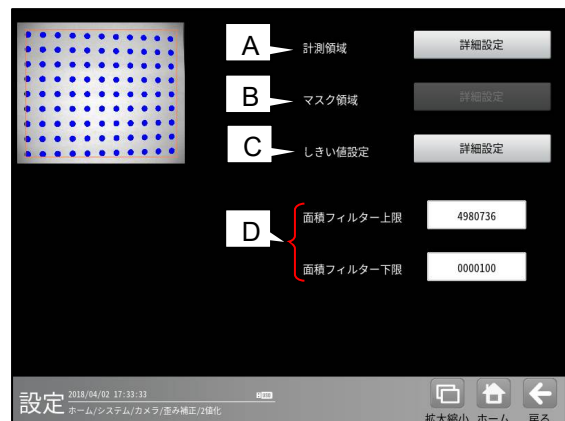 A 計測領域 詳細設定
B マスク領域 詳細設定
C しきい値設定 詳細設定
D
面積フィルター上限 4980736
面積フィルター下限 0000100
設定 2018/04/02 17:33:33
ホーム/システム/カメラ/歪み補正/2値化
拡大縮小 ホーム 戻る